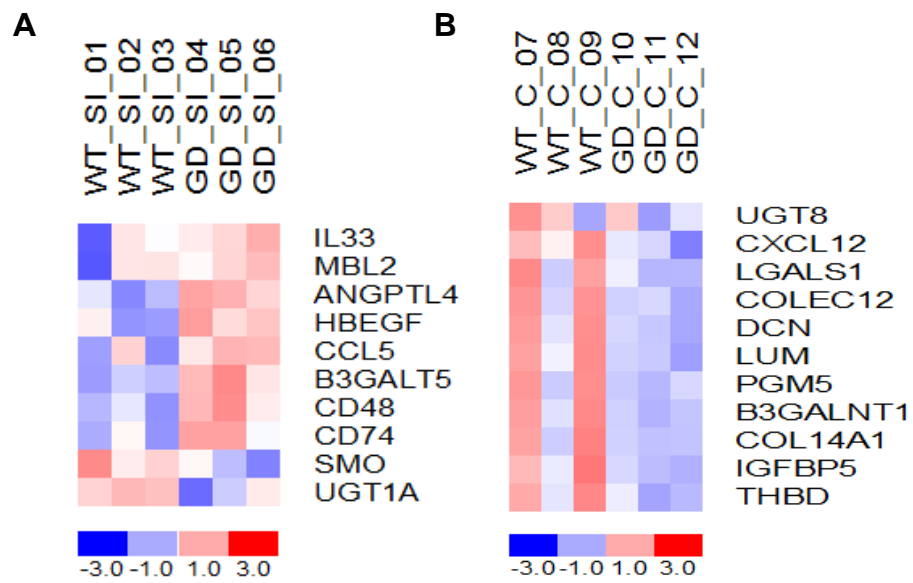 A
WT_SI_01
WT_SI_02
WT_SI_03
GD_SI_04
GD_SI_05
GD_SI_06
IL33
MBL2
ANGPTL4
HBEGF
CCL5
B3GALT5
CD48
CD74
SMO
UGT1A
-3.0 -1.0 1.0 3.0
B
WT_C_07
WT_C_08
WT_C_09
GD_C_10
GD_C_11
GD_C_12
UGT8
CXCL12
LGALS1
COLEC12
DCN
LUM
PGM5
B3GALNT1
COL14A1
IGFBP5
THBD
-3.0 -1.0 1.0 3.0